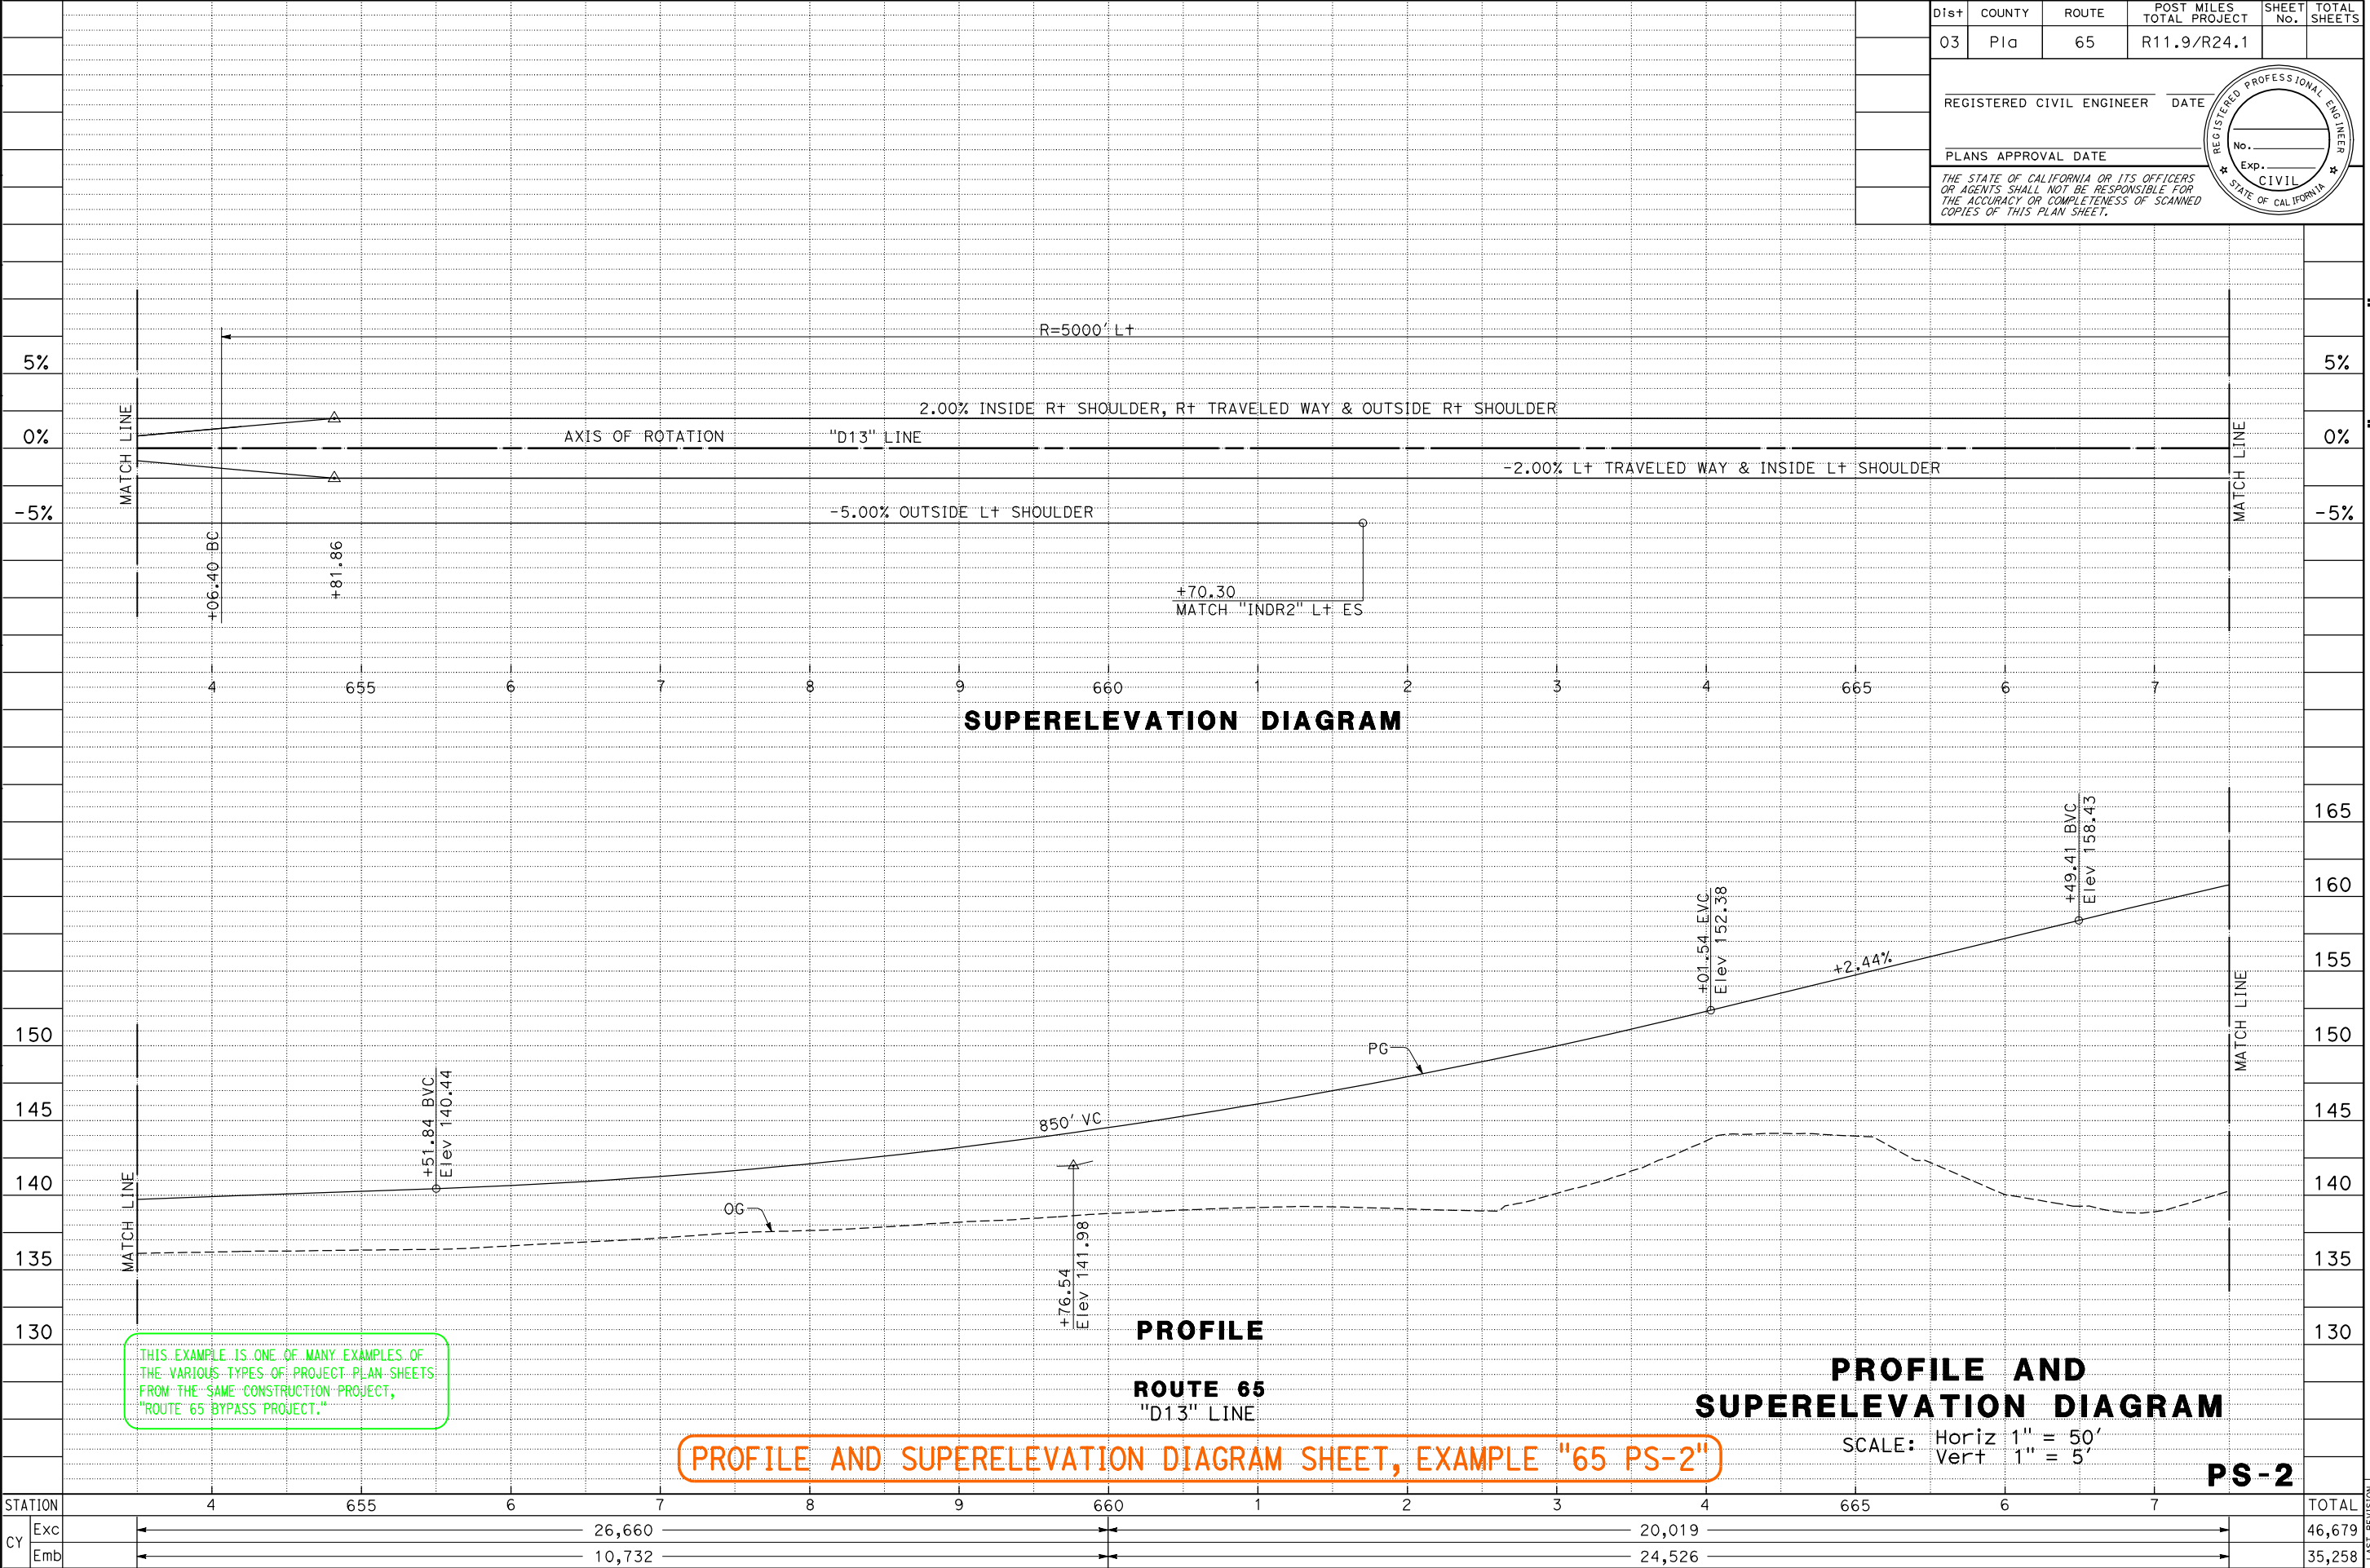 Dist COUNTY ROUTE POST MILES TOTAL PROJECT SHEET No. TOTAL SHEETS
03 Pla 65 R11.9/R24.1
REGISTERED CIVIL ENGINEER DATE
PLANS APPROVAL DATE
REGISTERED PROFESSIONAL ENGINEER
No.
Exp.
CIVIL
STATE OF CALIFORNIA
THE STATE OF CALIFORNIA OR ITS OFFICERS
OR AGENTS SHALL NOT BE RESPONSIBLE FOR
THE ACCURACY OR COMPLETENESS OF SCANNED
COPIES OF THIS PLAN SHEET.
R=5000' Lt
5% 5%
2.00% INSIDE Rt SHOULDER, Rt TRAVELED WAY & OUTSIDE Rt SHOULDER
MATCH LINE
0% AXIS OF ROTATION "D13" LINE 0%
MATCH LINE
-2.00% Lt TRAVELED WAY & INSIDE Lt SHOULDER
-5% -5.00% OUTSIDE Lt SHOULDER -5%
+06.40 BC
+81.86
+70.30
MATCH "INDR2" Lt ES
4 655 6 7 8 9 660 1 2 3 4 665 6 7
SUPERELEVATION DIAGRAM
165
160
155
150 150
145 145
140 140
135 135
130 130
+49.41 BVC
Elev 158.43
+01.54 EVC
Elev 152.38
+2.44%
MATCH LINE
PG
850' VC
+51.84 BVC
Elev 140.44
MATCH LINE
OG
+76.54
Elev 141.98
PROFILE
ROUTE 65
"D13" LINE
THIS EXAMPLE IS ONE OF MANY EXAMPLES OF
THE VARIOUS TYPES OF PROJECT PLAN SHEETS
FROM THE SAME CONSTRUCTION PROJECT,
"ROUTE 65 BYPASS PROJECT."
PROFILE AND
SUPERELEVATION DIAGRAM
SCALE: Horiz 1" = 50'
Vert 1" = 5'
PROFILE AND SUPERELEVATION DIAGRAM SHEET, EXAMPLE "65 PS-2"
PS-2
STATION 4 655 6 7 8 9 660 1 2 3 4 665 6 7 TOTAL
CY
Exc 26,660 20,019 46,679
Emb 10,732 24,526 35,258